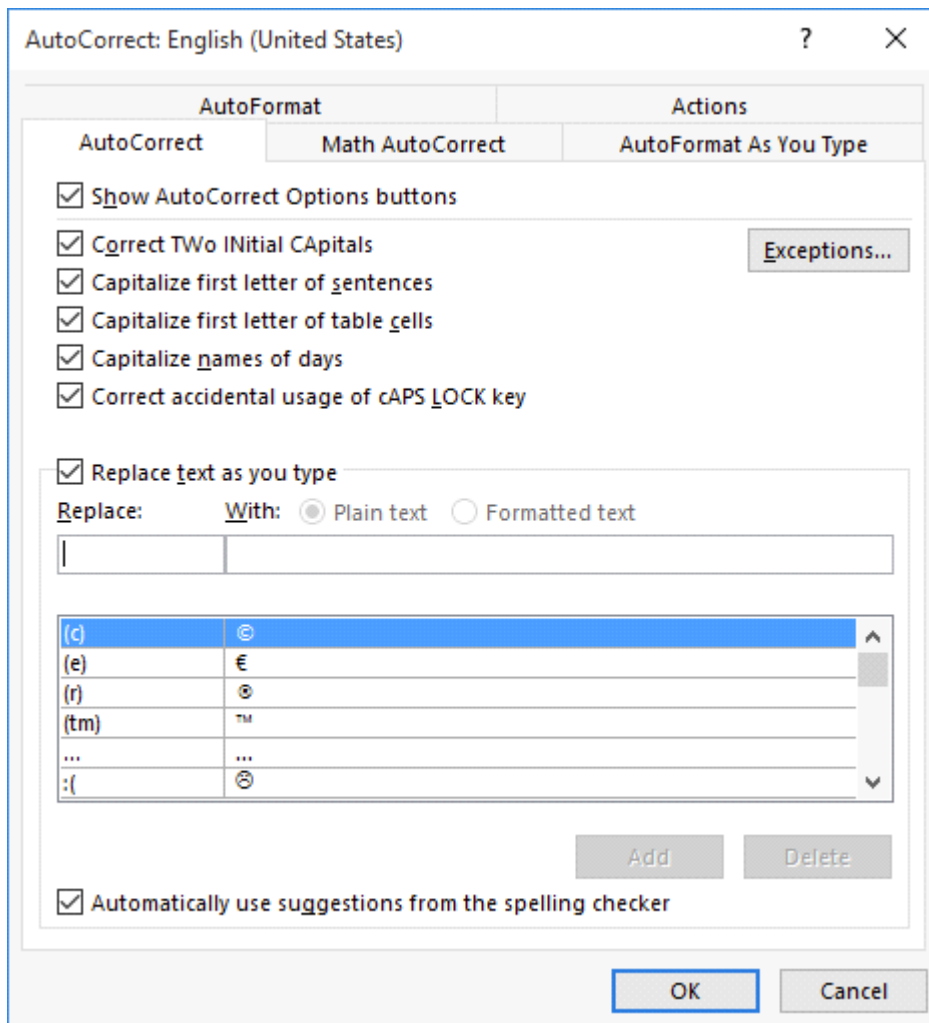 AutoCorrect: English (United States) ?
AutoFormat Actions
AutoCorrect Math AutoCorrect AutoFormat As You Type
Show AutoCorrect Options buttons
Correct TWo INitial CApitals Exceptions...
Capitalize first letter of sentences
Capitalize first letter of table cells
Capitalize names of days
Correct accidental usage of cAPS LOCK key
Replace text as you type
Replace: With: Plain text Formatted text
(c) ©
(e) €
(r) ®
(tm) ™
... ...
:( ☹
Add Delete
Automatically use suggestions from the spelling checker
OK Cancel